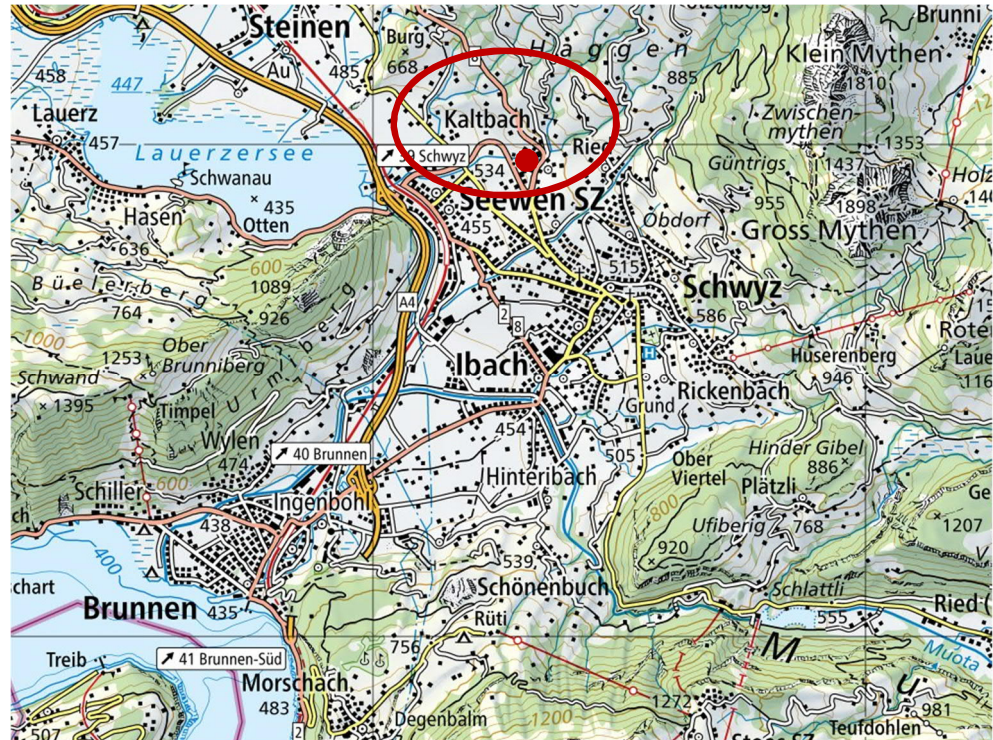 Steinen
Burg
668
Häggen
Brunni
458
447
Au
485
885
Klein Mythen
1810
Lauerz
457
Kaltbach
Zwischen-
mythen
1353
Lauerzersee
Schwyz
534
Ried
Güntrigs
1437
Schwanau
435
Otten
Hasen
Seewen SZ
455
Obdorf
955
1898
Gross Mythen
636
600
1089
515
Büelerberg
764
926
A4
Schwyz
586
1000
1253
Ober
Brunniberg
Urmiberg
2
8
Ibach
Huserenberg
946
Schwand
1395
Timpel
Rickenbach
Grund
Wylen
474
40 Brunnen
454
505
Ober
Viertel
Hinder Gibel
886
Plätzli
Schiller
600
Hinteribach
800
Ingenbohl
438
Ufiberg
768
1207
920
400
539
Schönenbuch
Schlattli
Brunnen
435
Rüti
555
Ried (
Muota
Treib
41 Brunnen-Süd
756
M
Morschach
483
1272
u
507
2
Degenbalm
1200
981
Teufdohlen